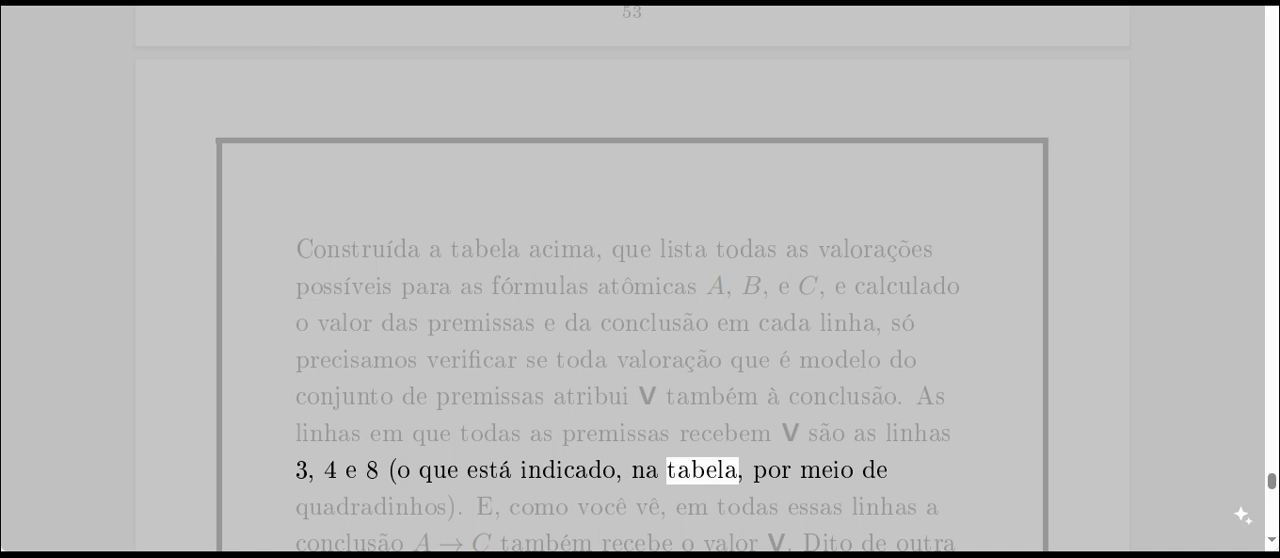 53
Construída a tabela acima, que lista todas as valorações
possíveis para as fórmulas atômicas A, B, e C, e calculado
o valor das premissas e da conclusão em cada linha, só
precisamos verificar se toda valoração que é modelo do
conjunto de premissas atribui V também à conclusão. As
linhas em que todas as premissas recebem V são as linhas
3, 4 e 8 (o que está indicado, na tabela, por meio de
quadradinhos). E, como você vê, em todas essas linhas a
conclusão A → C também recebe o valor V. Dito de outra